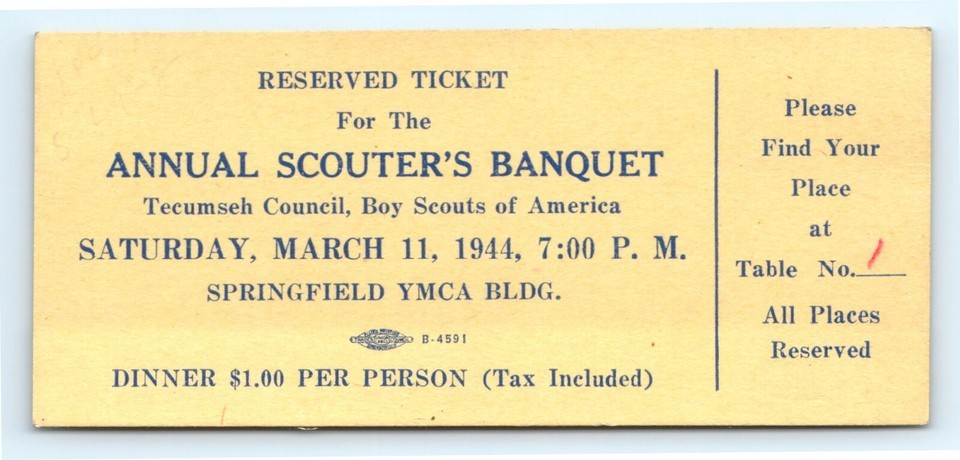 RESERVED TICKET
For The
ANNUAL SCOUTER'S BANQUET
Tecumseh Council, Boy Scouts of America
SATURDAY, MARCH 11, 1944, 7:00 P. M.
SPRINGFIELD YMCA BLDG.
B-4591
DINNER $1.00 PER PERSON (Tax Included)
Please
Find Your
Place
at
Table No. 1
All Places
Reserved